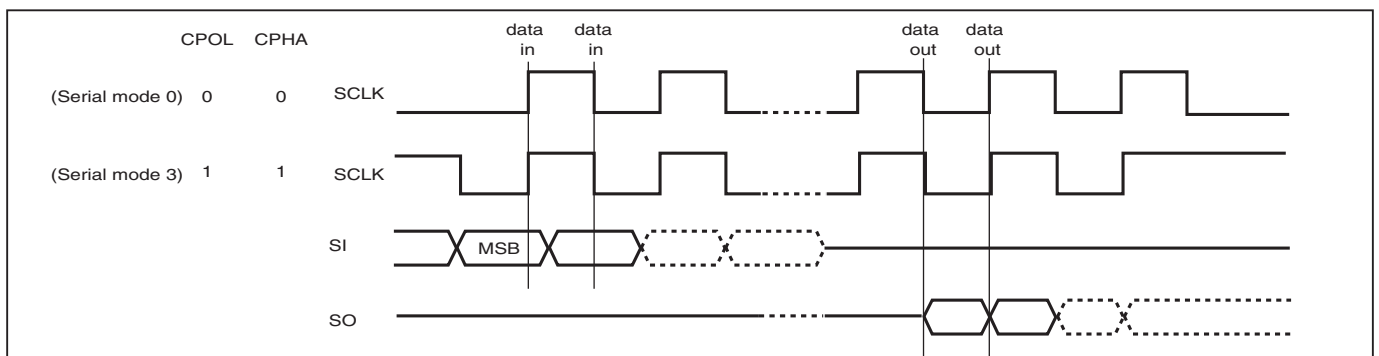 CPOL CPHA
data in
data in
data out
data out
(Serial mode 0) 0 0 SCLK
(Serial mode 3) 1 1 SCLK
SI MSB
SO